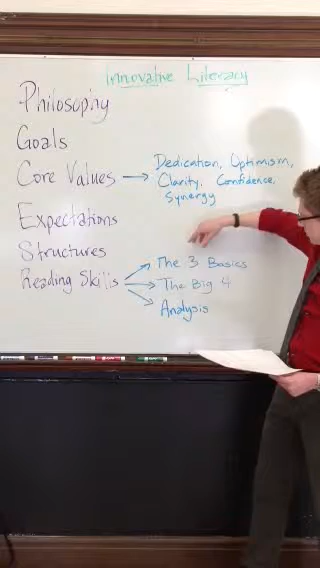 Innovative Literary
Philosophy
Goals
Core Values → Dedication, Optimism,
Clarity, Confidence,
Synergy
Expectations
Structures
Reading Skills → The 3 Basics
→ The Big 4
→ Analysis